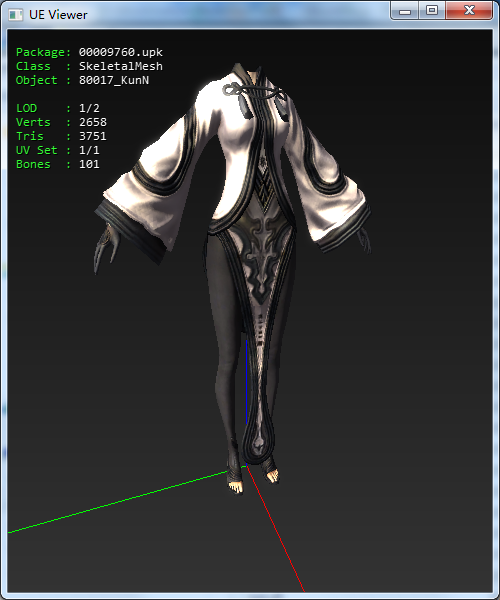 UE Viewer
Package: 00009760.upk
Class : SkeletalMesh
Object : 80017_KunN
LOD : 1/2
Verts : 2658
Tris : 3751
UV Set : 1/1
Bones : 101